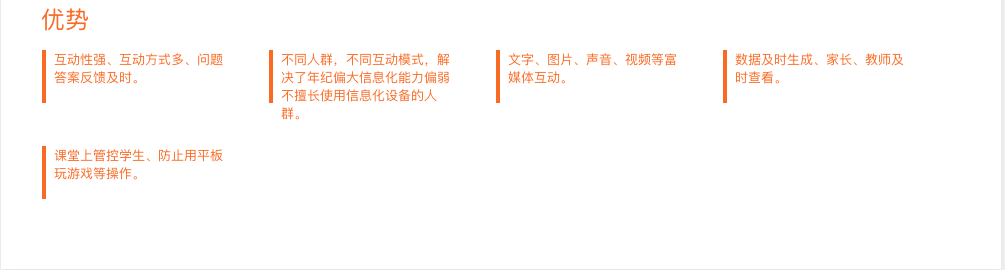 优势
互动性强、互动方式多、问题
答案反馈及时。
不同人群，不同互动模式，解
决了年纪偏大信息化能力偏弱
不擅长使用信息化设备的人
群。
文字、图片、声音、视频等富
媒体互动。
数据及时生成、家长、教师及
时查看。
课堂上管控学生、防止用平板
玩游戏等操作。